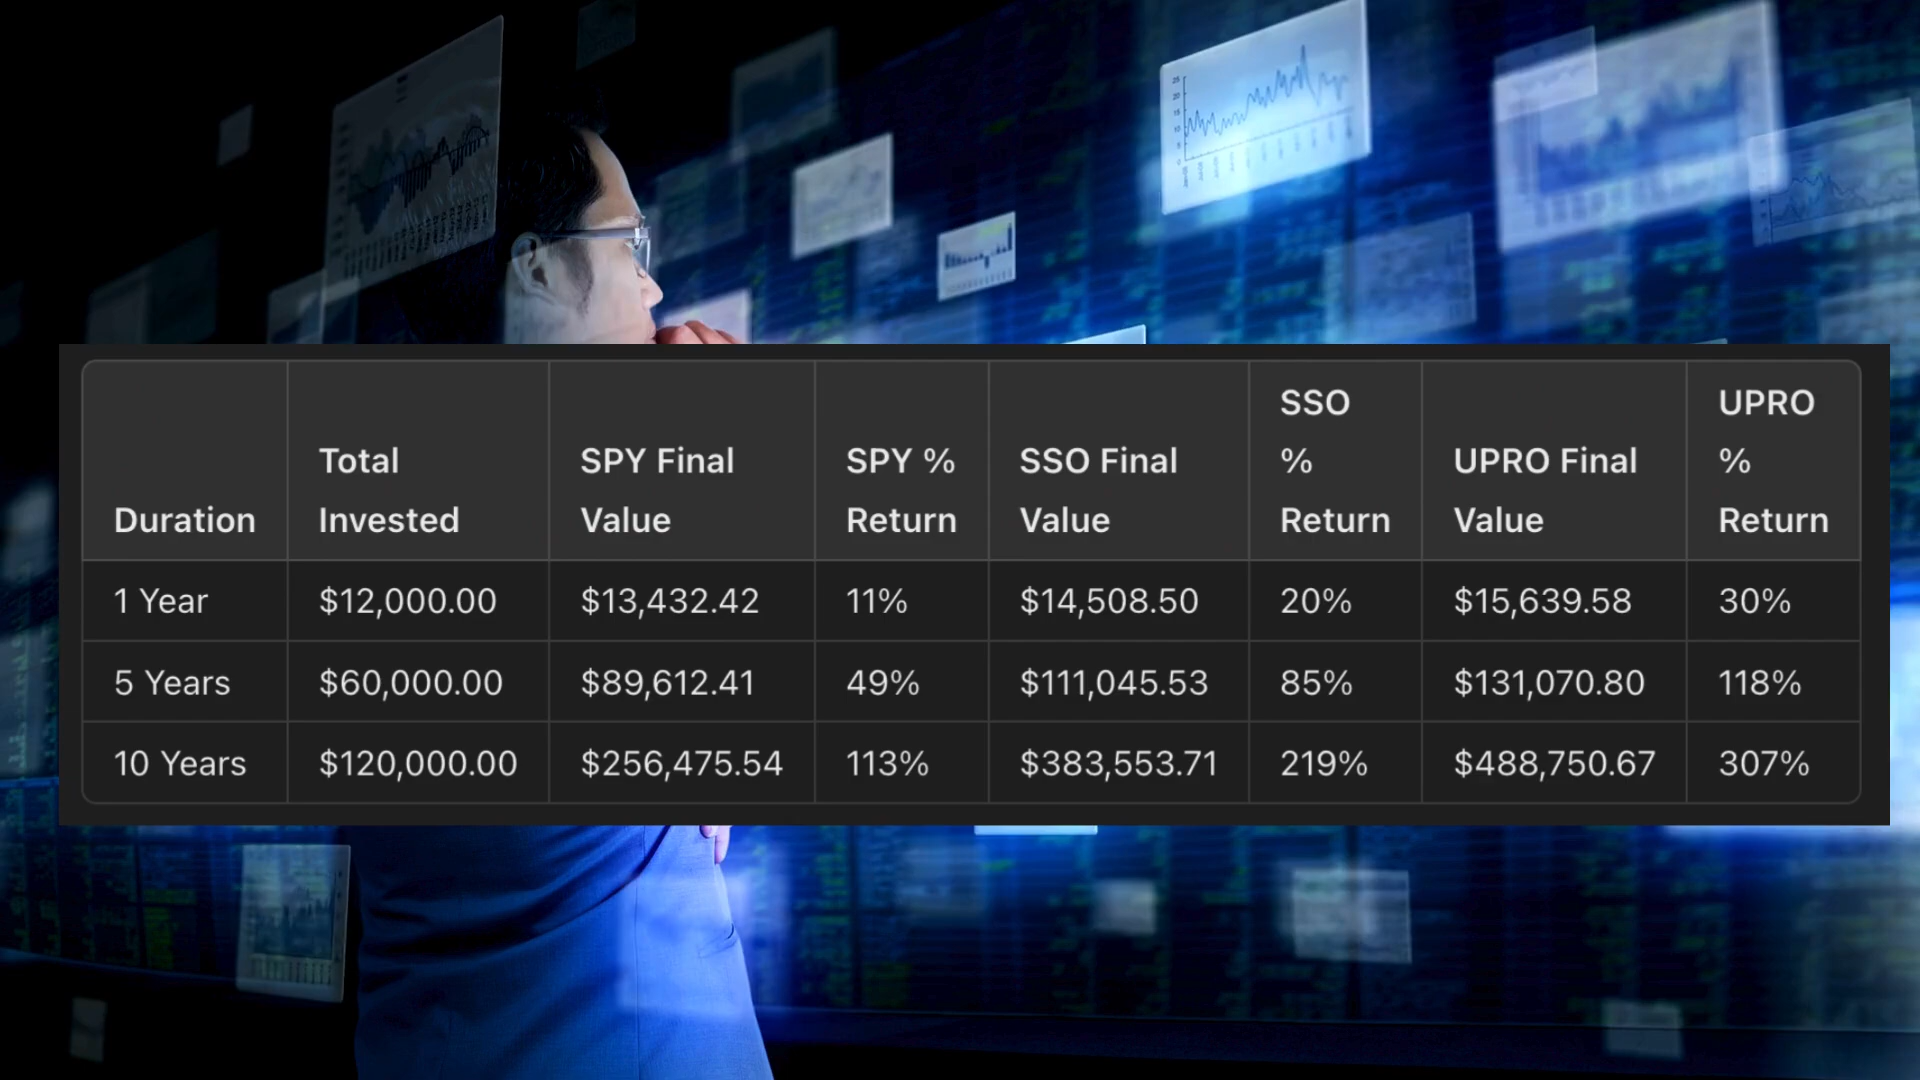 Duration Total Invested SPY Final Value SPY % Return SSO Final Value SSO % Return UPRO Final Value UPRO % Return
1 Year $12,000.00 $13,432.42 11% $14,508.50 20% $15,639.58 30%
5 Years $60,000.00 $89,612.41 49% $111,045.53 85% $131,070.80 118%
10 Years $120,000.00 $256,475.54 113% $383,553.71 219% $488,750.67 307%